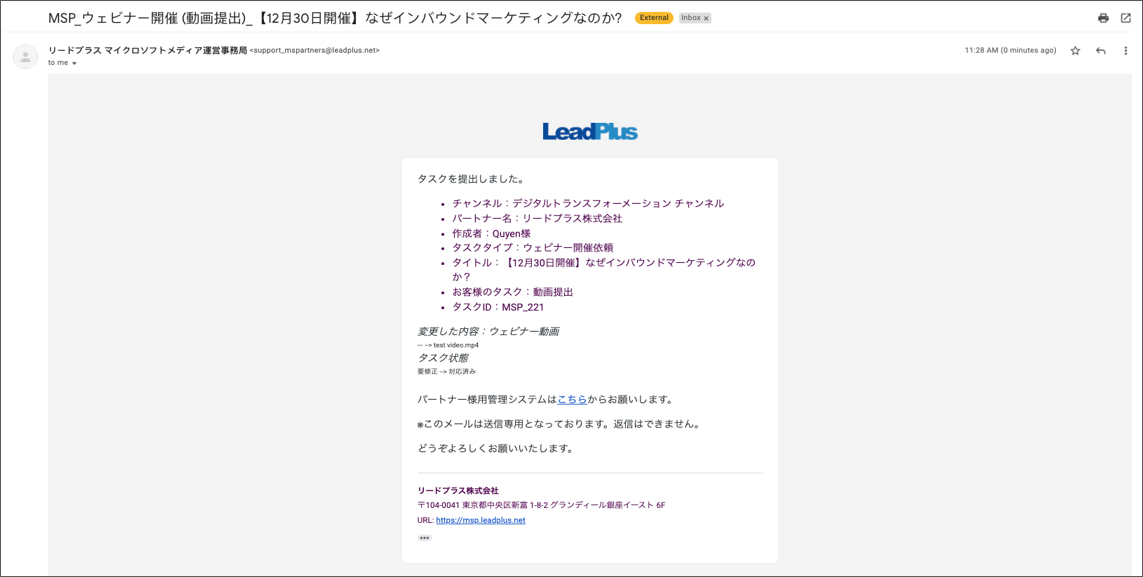 MSP_ウェビナー開催 (動画提出)_【12月30日開催】なぜインバウンドマーケティングなのか? External Inbox ×
リードプラス マイクロソフトメディア運営事務局 <support_mspartners@leadplus.net> 11:28 AM (0 minutes ago)
to me
LeadPlus
タスクを提出しました。
• チャンネル：デジタルトランスフォーメーション チャンネル
• パートナー名：リードプラス株式会社
• 作成者：Quyen様
• タスクタイプ：ウェビナー開催依頼
• タイトル：【12月30日開催】なぜインバウンドマーケティングなの
か？
• お客様のタスク：動画提出
• タスクID：MSP_221
変更した内容：ウェビナー動画
--- --> test video.mp4
タスク状態
要修正 --> 対応済み
パートナー様用管理システムはこちらからお願いします。
※このメールは送信専用となっております。返信はできません。
どうぞよろしくお願いいたします。
リードプラス株式会社
〒104-0041 東京都中央区新富 1-8-2 グランディール銀座イースト 6F
URL: https://msp.leadplus.net